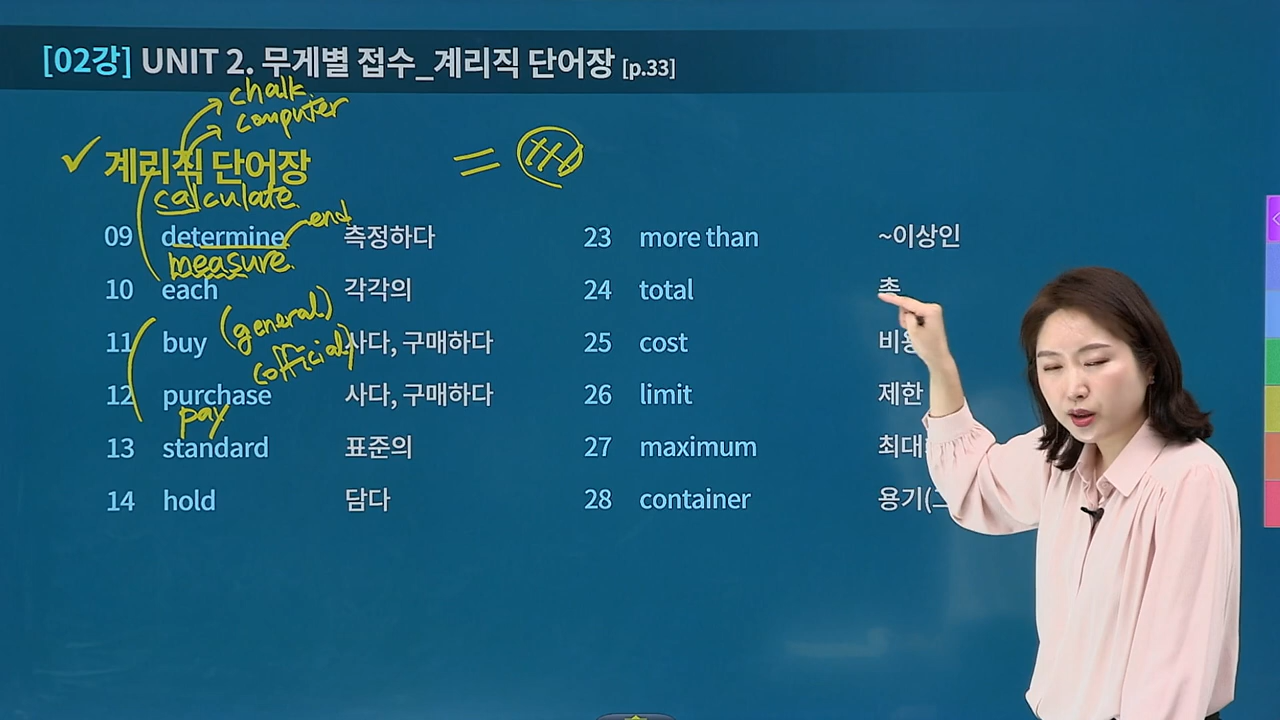 [02강] UNIT 2. 무게별 접수_계리직 단어장 [p.33]
chalk.
computer
계리직 단어장
=
calculate.
09 determine 측정하다
end
measure.
10 each 각각의
11 buy 사다, 구매하다
(general)
(official)
12 purchase 사다, 구매하다
pay
13 standard 표준의
14 hold 담다
23 more than ~이상인
24 total 총
25 cost 비용
26 limit 제한
27 maximum 최대
28 container 용기(